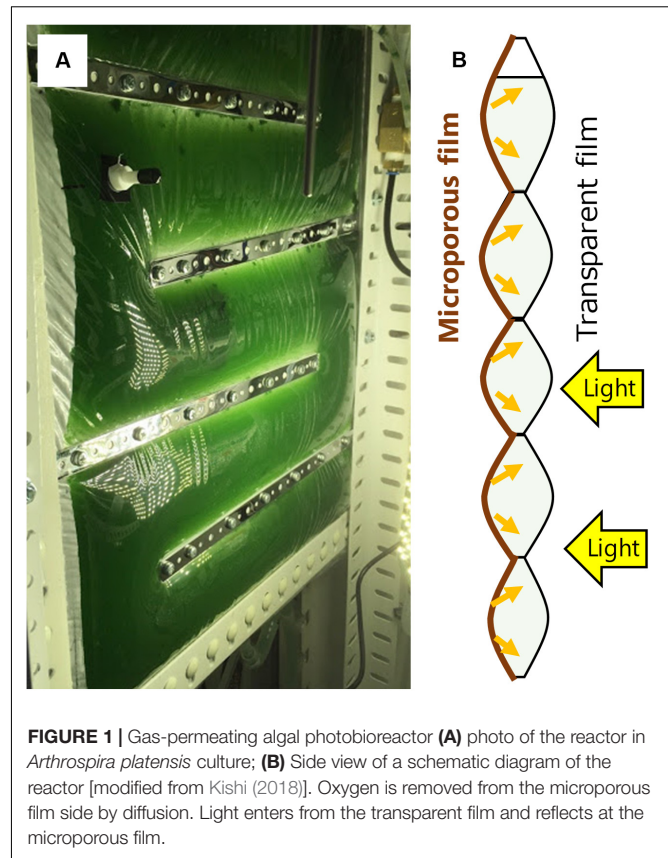 A
B
Microporous film
Transparent film
Light
Light
FIGURE 1 | Gas-permeating algal photobioreactor (A) photo of the reactor in
Arthrospira platensis culture; (B) Side view of a schematic diagram of the
reactor [modified from Kishi (2018)]. Oxygen is removed from the microporous
film side by diffusion. Light enters from the transparent film and reflects at the
microporous film.